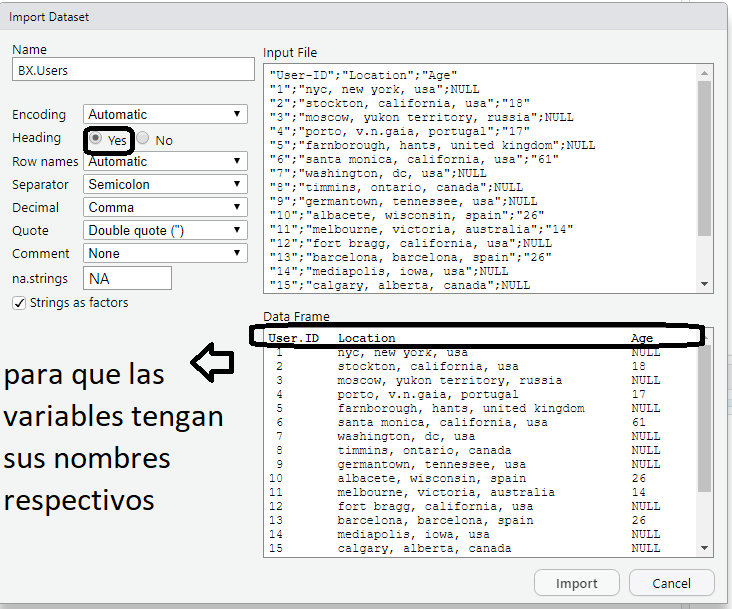 Import Dataset
Name
BX.Users
Encoding Automatic
Heading Yes No
Row names Automatic
Separator Semicolon
Decimal Comma
Quote Double quote (")
Comment None
na.strings NA
Strings as factors
para que las
variables tengan
sus nombres
respectivos
Input File
"User-ID";"Location";"Age"
"1";"nyc, new york, usa";NULL
"2";"stockton, california, usa";"18"
"3";"moscow, yukon territory, russia";NULL
"4";"porto, v.n.gaia, portugal";"17"
"5";"farnborough, hants, united kingdom";NULL
"6";"santa monica, california, usa";"61"
"7";"washington, dc, usa";NULL
"8";"timmins, ontario, canada";NULL
"9";"germantown, tennessee, usa";NULL
"10";"albacete, wisconsin, spain";"26"
"11";"melbourne, victoria, australia";"14"
"12";"fort bragg, california, usa";NULL
"13";"barcelona, barcelona, spain";"26"
"14";"mediapolis, iowa, usa";NULL
"15";"calgary, alberta, canada";NULL
Data Frame
User.ID Location Age
1 nyc, new york, usa NULL
2 stockton, california, usa 18
3 moscow, yukon territory, russia NULL
4 porto, v.n.gaia, portugal 17
5 farnborough, hants, united kingdom NULL
6 santa monica, california, usa 61
7 washington, dc, usa NULL
8 timmins, ontario, canada NULL
9 germantown, tennessee, usa NULL
10 albacete, wisconsin, spain 26
11 melbourne, victoria, australia 14
12 fort bragg, california, usa NULL
13 barcelona, barcelona, spain 26
14 mediapolis, iowa, usa NULL
15 calgary, alberta, canada NULL
Import Cancel